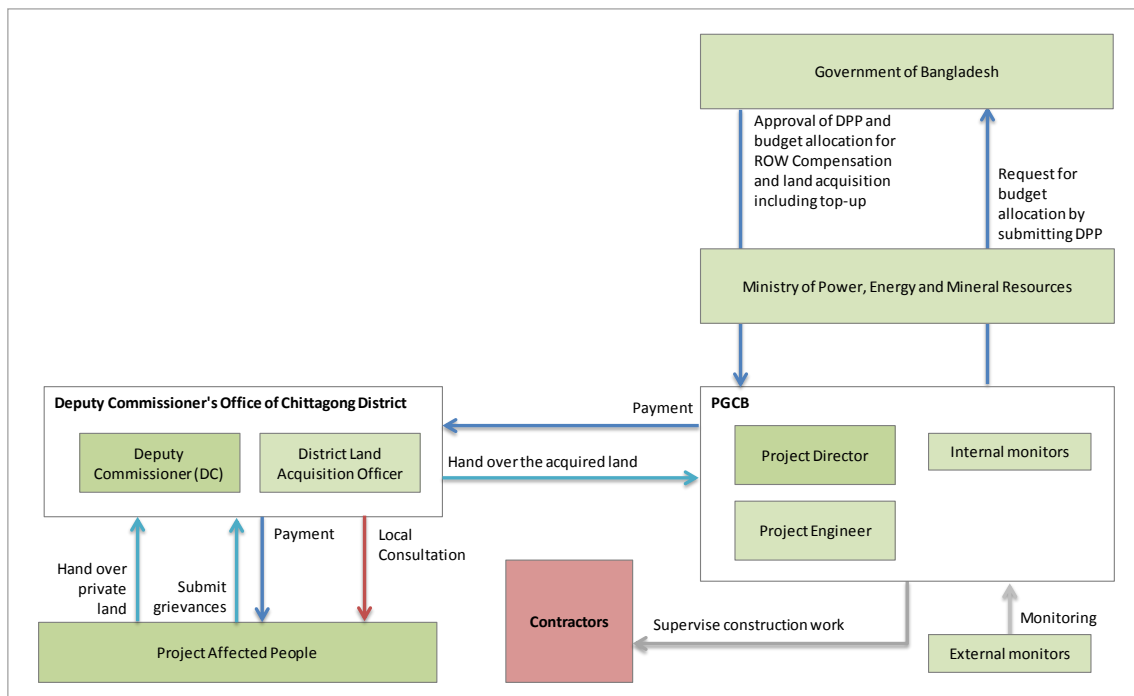 Government of Bangladesh
Approval of DPP and
budget allocation for
ROW Compensation
and land acquisition
including top-up
Request for
budget
allocation by
submitting DPP
Ministry of Power, Energy and Mineral Resources
Deputy Commissioner's Office of Chittagong District
Deputy
Commissioner (DC)
District Land
Acquisition Officer
Payment
Hand over the acquired land
PGCB
Project Director
Internal monitors
Project Engineer
Hand over
private
land
Submit
grievances
Payment
Local
Consultation
Project Affected People
Contractors
Supervise construction work
Monitoring
External monitors